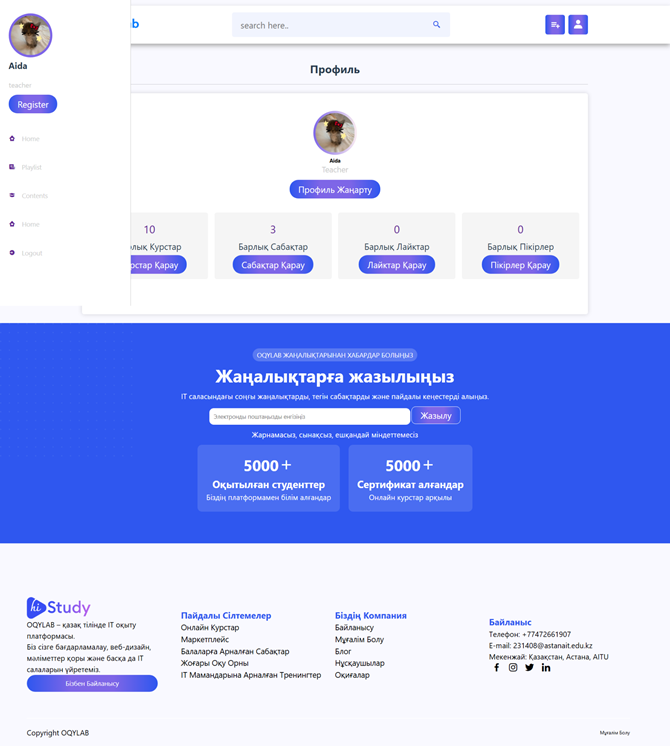 Aida
teacher
Register
Home
Playlist
Contents
Home
Logout
search here..
Профиль
Aida
Teacher
Профиль Жаңарту
10
Курстар
Қарау
3
Барлық Сабақтар
Сабақтар Қарау
0
Барлық Лайктар
Лайктар Қарау
0
Барлық Пікірлер
Пікірлер Қарау
OQYLAB ЖАҢАЛЫҚТАРЫНАН ХАБАРДАР БОЛЫҢЫЗ
Жаңалықтарға жазылыңыз
IT саласындағы соңғы жаңалықтарды, тегін сабақтарды және пайдалы кеңестерді алыңыз.
Электронды поштаңызды енгізіңіз
Жазылу
Жарнамасыз, сынақсыз, ешқандай міндеттемесіз
5000+
Оқытылған студенттер
Біздің платформамен білім алғандар
5000+
Сертификат алғандар
Онлайн курстар арқылы
hi Study
OQYLAB – қазақ тілінде IT оқыту
платформасы.
Біз сізге бағдарламалау, веб-дизайн,
мәліметтер қоры және басқа да IT
салаларын үйретеміз.
Бізбен Байланысу
Пайдалы Сілтемелер
Онлайн Курстар
Маркетплейс
Балаларға Арналған Сабақтар
Жоғары Оқу Орны
IT Мамандарына Арналған Тренингтер
Біздің Компания
Байланысу
Мұғалім Болу
Блог
Нұсқаушылар
Оқиғалар
Байланыс
Телефон: +77472661907
E-mail: 231408@astanait.edu.kz
Мекенжай: Қазақстан, Астана, AITU
Copyright OQYLAB
Мұғалім Болу